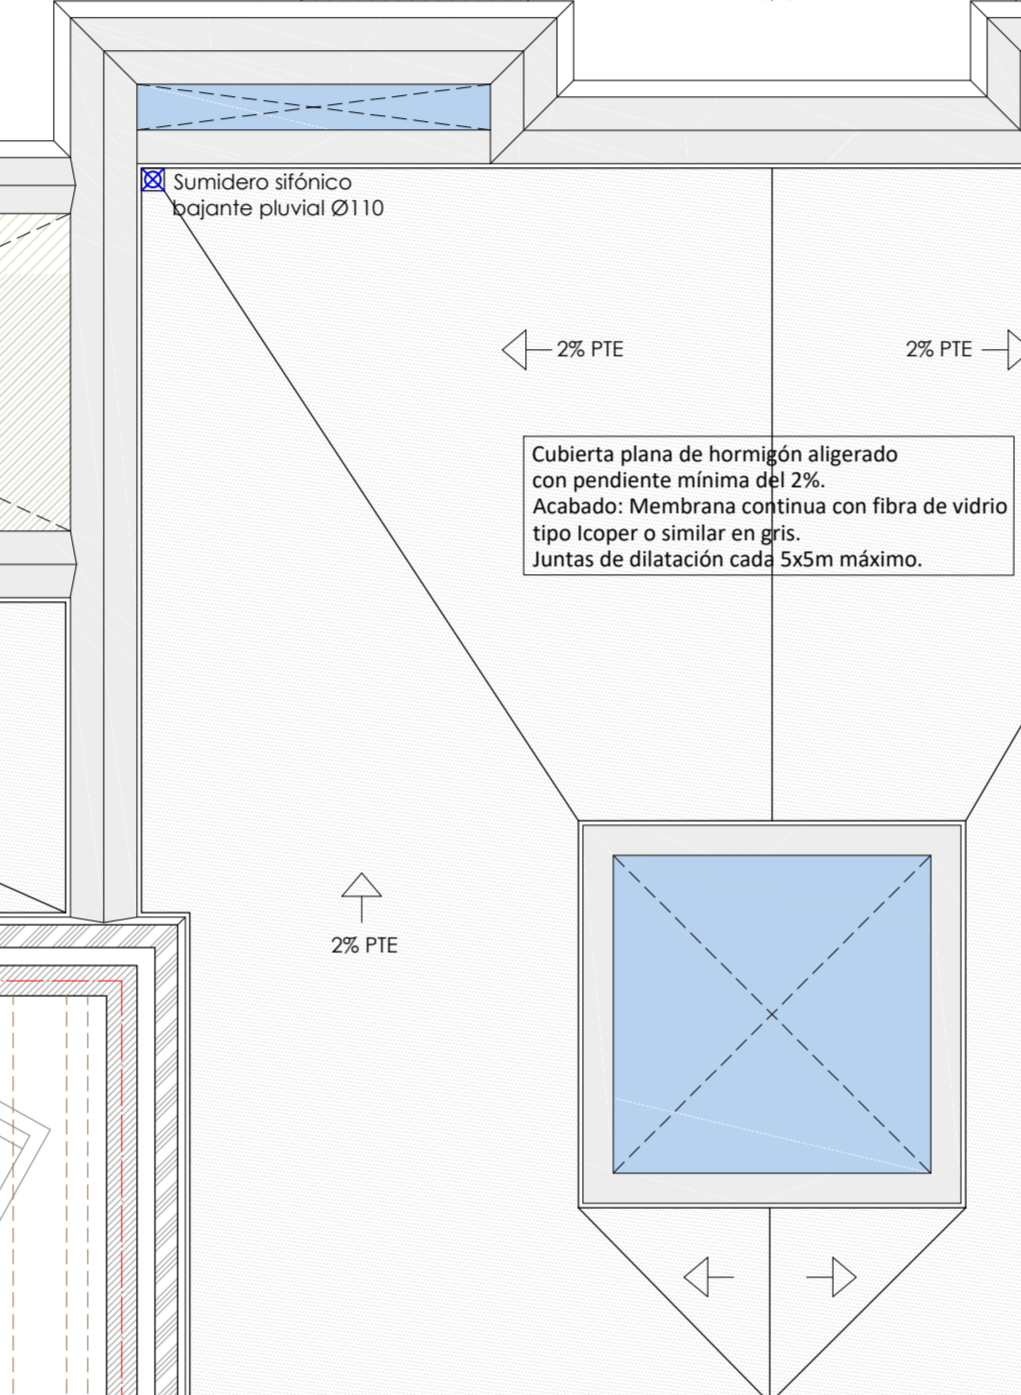 Sumidero sifónico
bajante pluvial Ø110
2% PTE
2% PTE
Cubierta plana de hormigón aligerado
con pendiente mínima del 2%.
Acabado: Membrana continua con fibra de vidrio
tipo Icoper o similar en gris.
Juntas de dilatación cada 5x5m máximo.
2% PTE